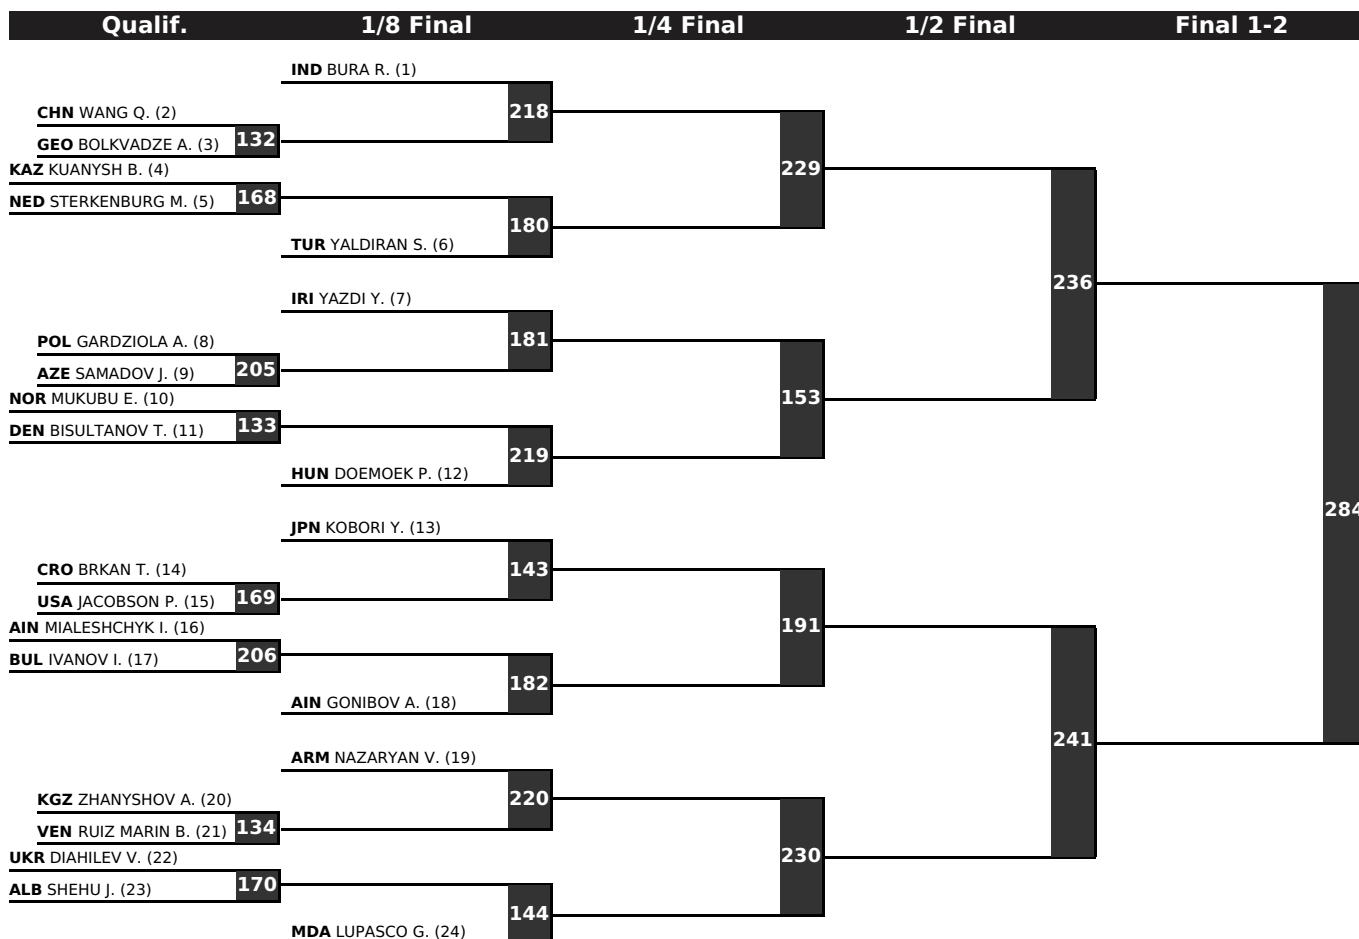 Qualif. 1/8 Final 1/4 Final 1/2 Final Final 1-2
IND BURA R. (1)
218
CHN WANG Q. (2)
132
GEO BOLKVADZE A. (3)
KAZ KUANYSH B. (4)
229
168
NED STERKENBURG M. (5)
180
TUR YALDIRAN S. (6)
236
IRI YAZDI Y. (7)
181
POL GARDZIOLA A. (8)
205
AZE SAMADOV J. (9)
NOR MUKUBU E. (10)
153
133
DEN BISULTANOV T. (11)
219
HUN DOEMOEK P. (12)
284
JPN KOBORI Y. (13)
143
CRO BRKAN T. (14)
169
USA JACOBSON P. (15)
AIN MIALESHCHYK I. (16)
191
206
BUL IVANOV I. (17)
182
AIN GONIBOV A. (18)
241
ARM NAZARYAN V. (19)
220
KGZ ZHANYSHOV A. (20)
134
VEN RUIZ MARIN B. (21)
UKR DIAHILEV V. (22)
230
170
ALB SHEHU J. (23)
144
MDA LUPASCO G. (24)